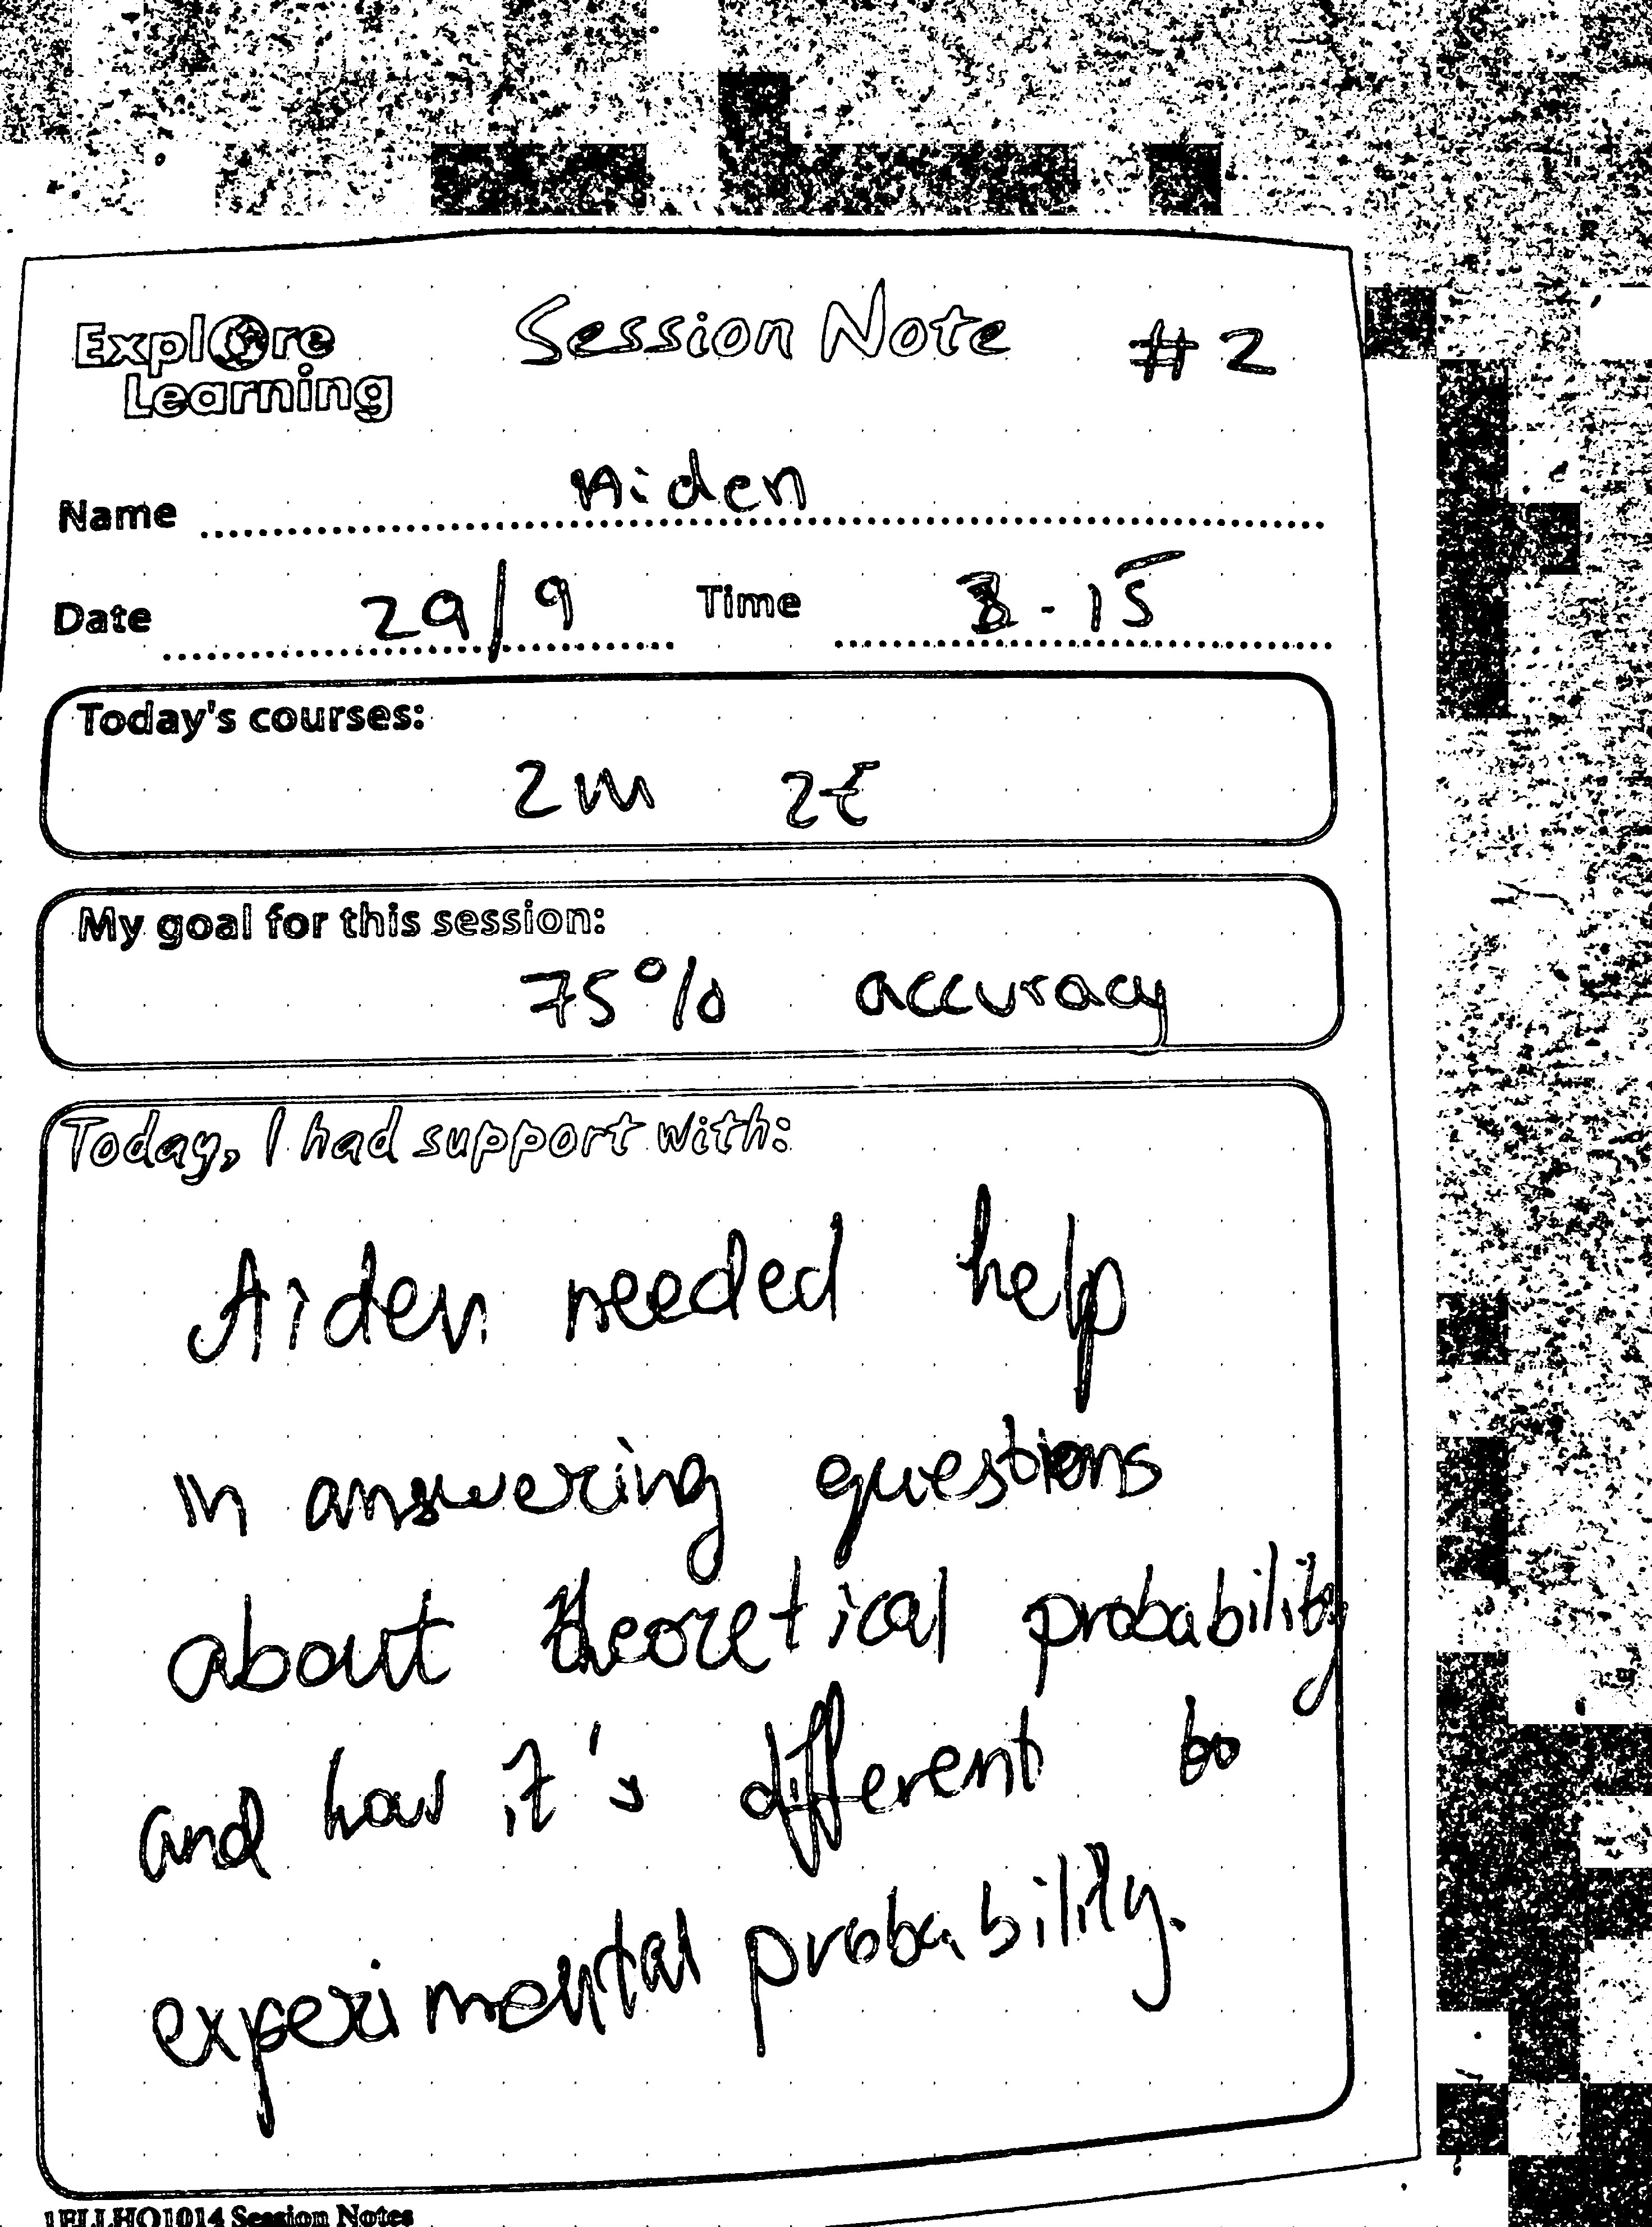 Explore
Learning
Session Note #2
Name Aiden
Date 29/9 Time -15
Today's courses:
2m 2E
My goal for this session:
75% accuracy
Today, I had support with:
Aiden needed help
in answering questions
about theoretical probability
and how it's different to
experimental probability.
Session Notes